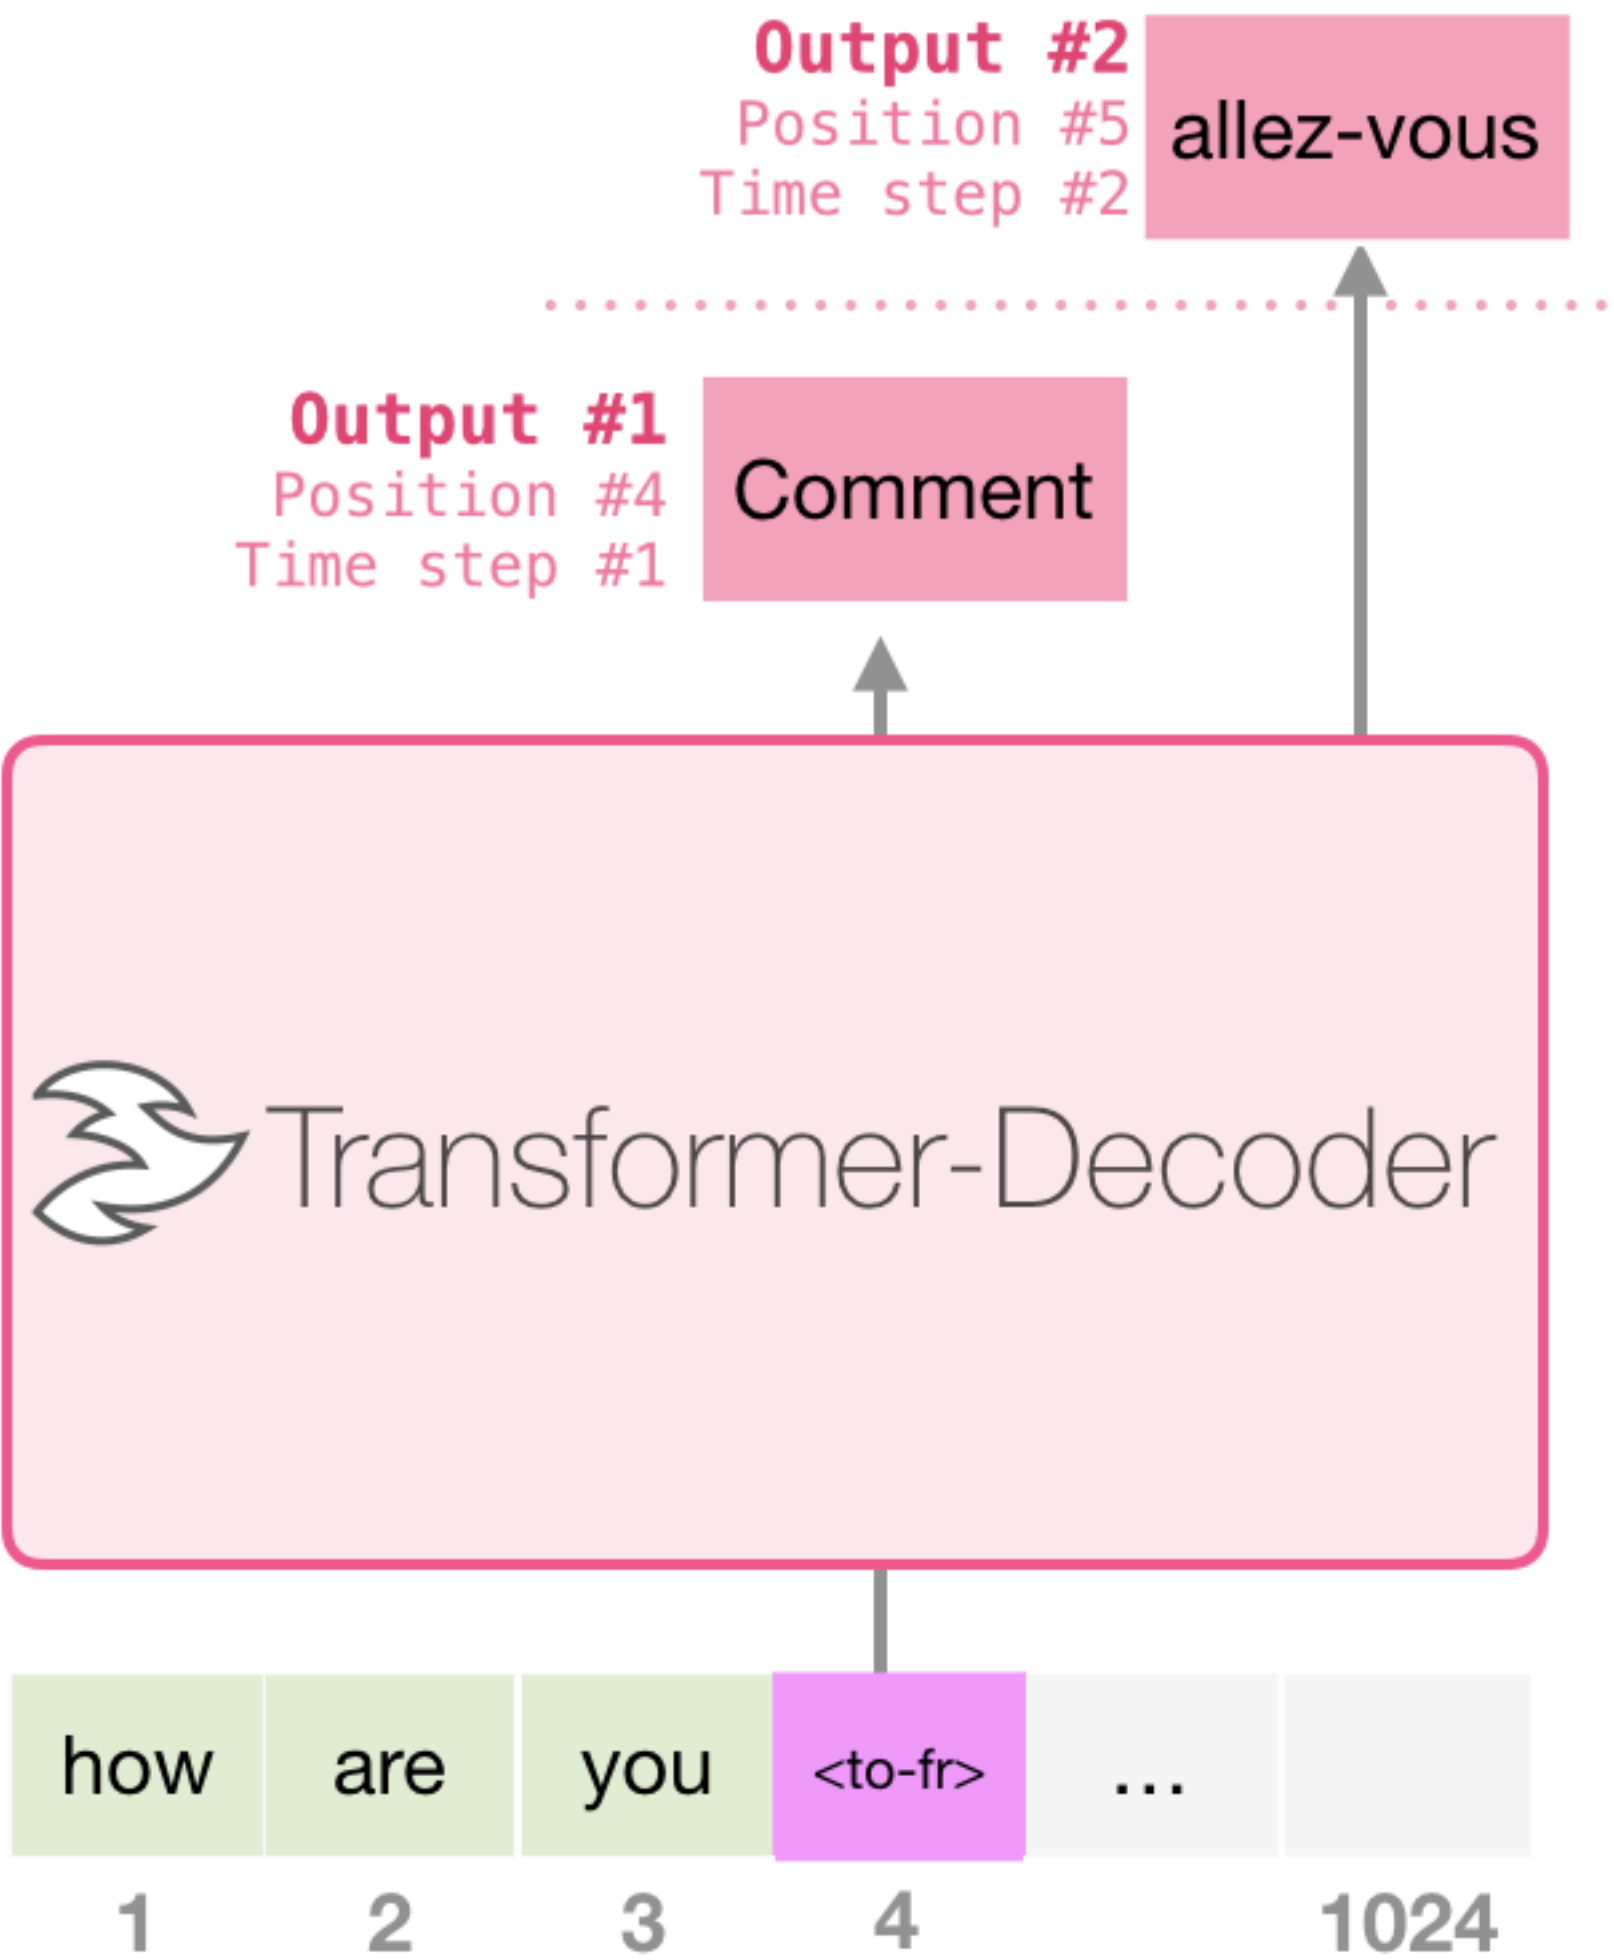 Output #2
Position #5
Time step #2
allez-vous
Output #1
Position #4
Time step #1
Comment
Transformer-Decoder
how are you <to-fr> ...
1 2 3 4 1024